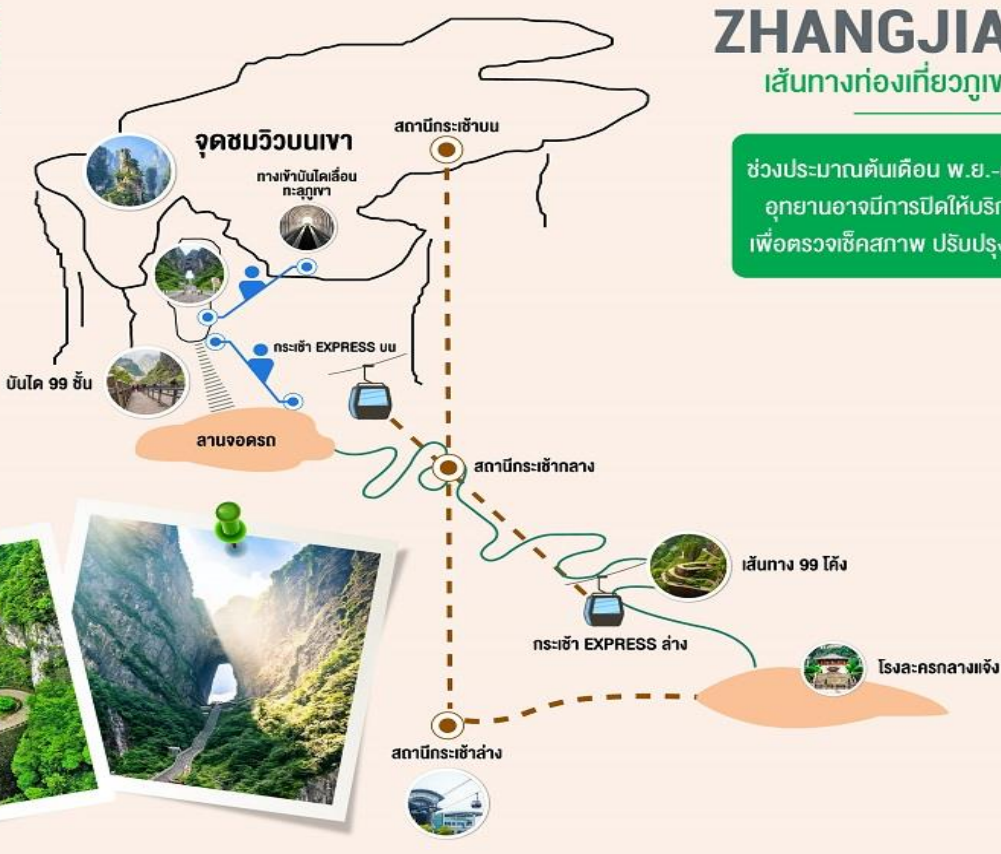 ZHANGJIA
เส้นทางท่องเที่ยวภูเข
ช่วงประมาณต้นเดือน พ.ย.-
อุทยานอาจมีการปิดให้บริก
เพื่อตรวจเช็คสภาพ ปรับปรุง
จุดชมวิวบนเขา
สถานีกระเช้าบน
ทางเข้าบันไดเลื่อน
ทะลุภูเขา
กระเช้า EXPRESS บน
บันได 99 ขั้น
ลานจอดรถ
สถานีกระเช้ากลาง
เส้นทาง 99 โค้ง
กระเช้า EXPRESS ล่าง
โรงละครกลางแจ้ง
สถานีกระเช้าล่าง